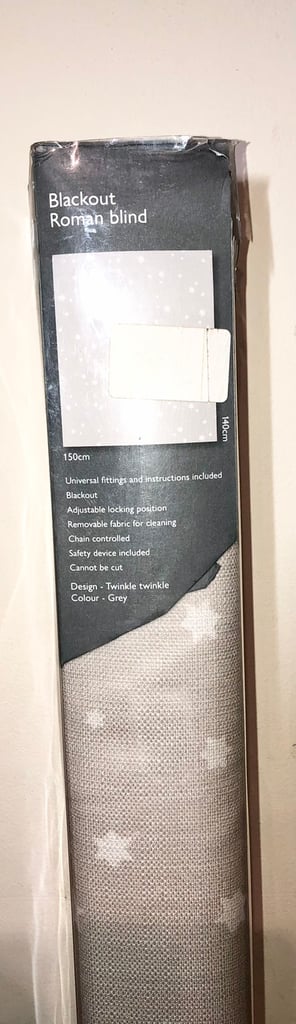 Blackout
Roman blind
140cm
150cm
Universal fittings and instructions included
Blackout
Adjustable locking position
Removable fabric for cleaning
Chain controlled
Safety device included
Cannot be cut
Design - Twinkle twinkle
Colour - Grey